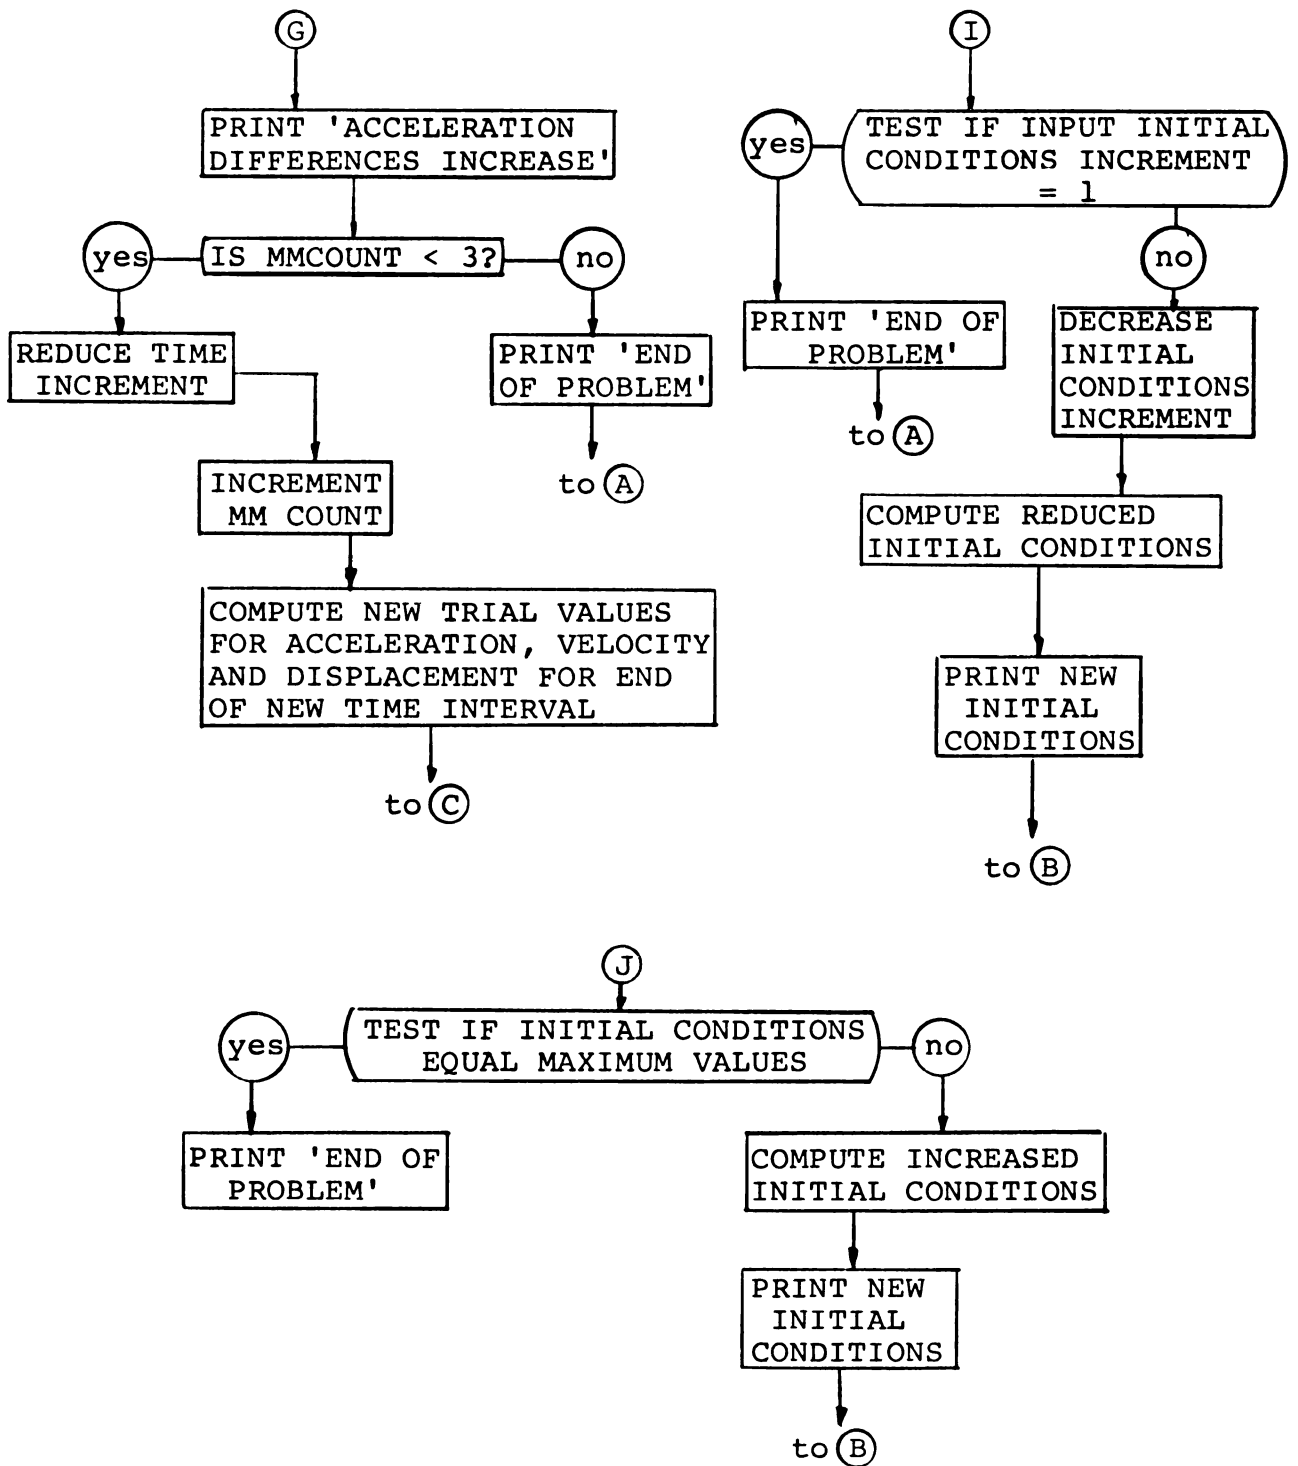 G
PRINT 'ACCELERATION
DIFFERENCES INCREASE'
IS MMCOUNT < 3?
yes
no
REDUCE TIME
INCREMENT
PRINT 'END
OF PROBLEM'
to A
INCREMENT
MM COUNT
COMPUTE NEW TRIAL VALUES
FOR ACCELERATION, VELOCITY
AND DISPLACEMENT FOR END
OF NEW TIME INTERVAL
to C
I
TEST IF INPUT INITIAL
CONDITIONS INCREMENT
= 1
yes
no
PRINT 'END OF
PROBLEM'
to A
DECREASE
INITIAL
CONDITIONS
INCREMENT
COMPUTE REDUCED
INITIAL CONDITIONS
PRINT NEW
INITIAL
CONDITIONS
to B
J
TEST IF INITIAL CONDITIONS
EQUAL MAXIMUM VALUES
yes
no
PRINT 'END OF
PROBLEM'
COMPUTE INCREASED
INITIAL CONDITIONS
PRINT NEW
INITIAL
CONDITIONS
to B